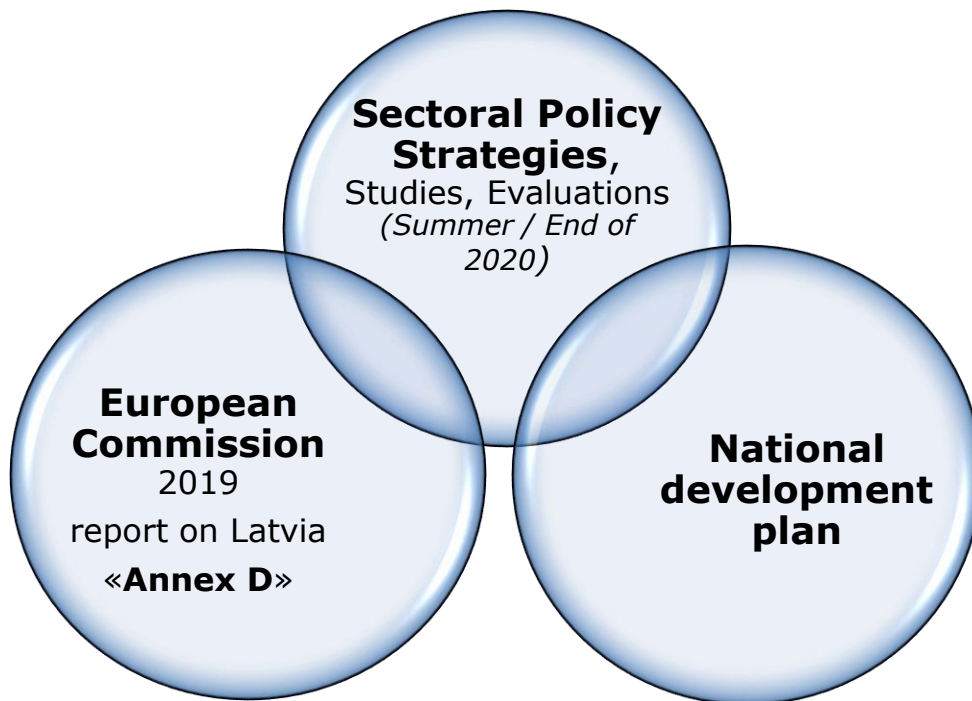 Sectoral Policy
Strategies,
Studies, Evaluations
(Summer / End of
2020)
European
Commission
2019
report on Latvia
«Annex D»
National
development
plan